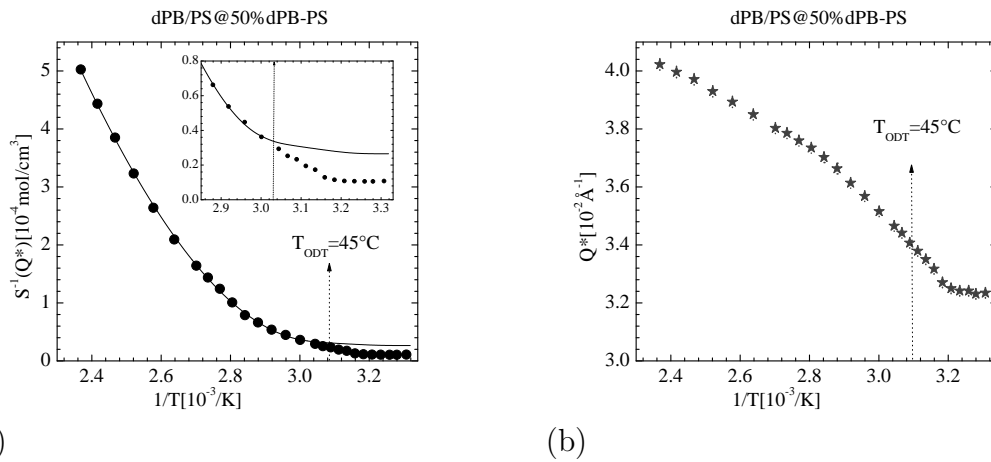 dPB/PS@50%dPB-PS
S⁻¹(Q*)[10⁻⁴mol/cm³]
5
4
3
2
1
0
0.8
0.6
0.4
0.2
0.0
2.9 3.0 3.1 3.2 3.3
T_ODT=45°C
2.4 2.6 2.8 3.0 3.2
1/T[10⁻³/K]
)
dPB/PS@50%dPB-PS
Q*[10⁻²Å⁻¹]
4.0
3.8
3.6
3.4
3.2
3.0
T_ODT=45°C
2.4 2.6 2.8 3.0 3.2
1/T[10⁻³/K]
(b)